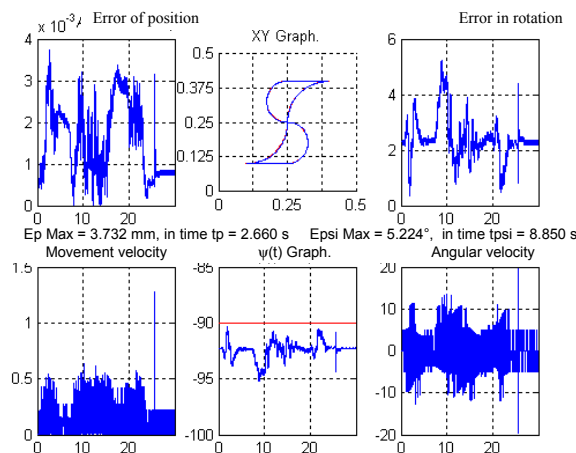 Error of position
XY Graph.
Error in rotation
4 x 10⁻³
3
2
1
0
0 10 20
0.5
0.375
0.25
0.125
0
0 0.25 0.5
6
4
2
0
0 10 20
Ep Max = 3.732 mm, in time tp = 2.660 s Epsi Max = 5.224°, in time tpsi = 8.850 s
Movement velocity
ψ(t) Graph.
Angular velocity
1.5
1
0.5
0
0 10 20
-85
-90
-95
-100
10 20
20
10
0
-10
-20
0 10 20